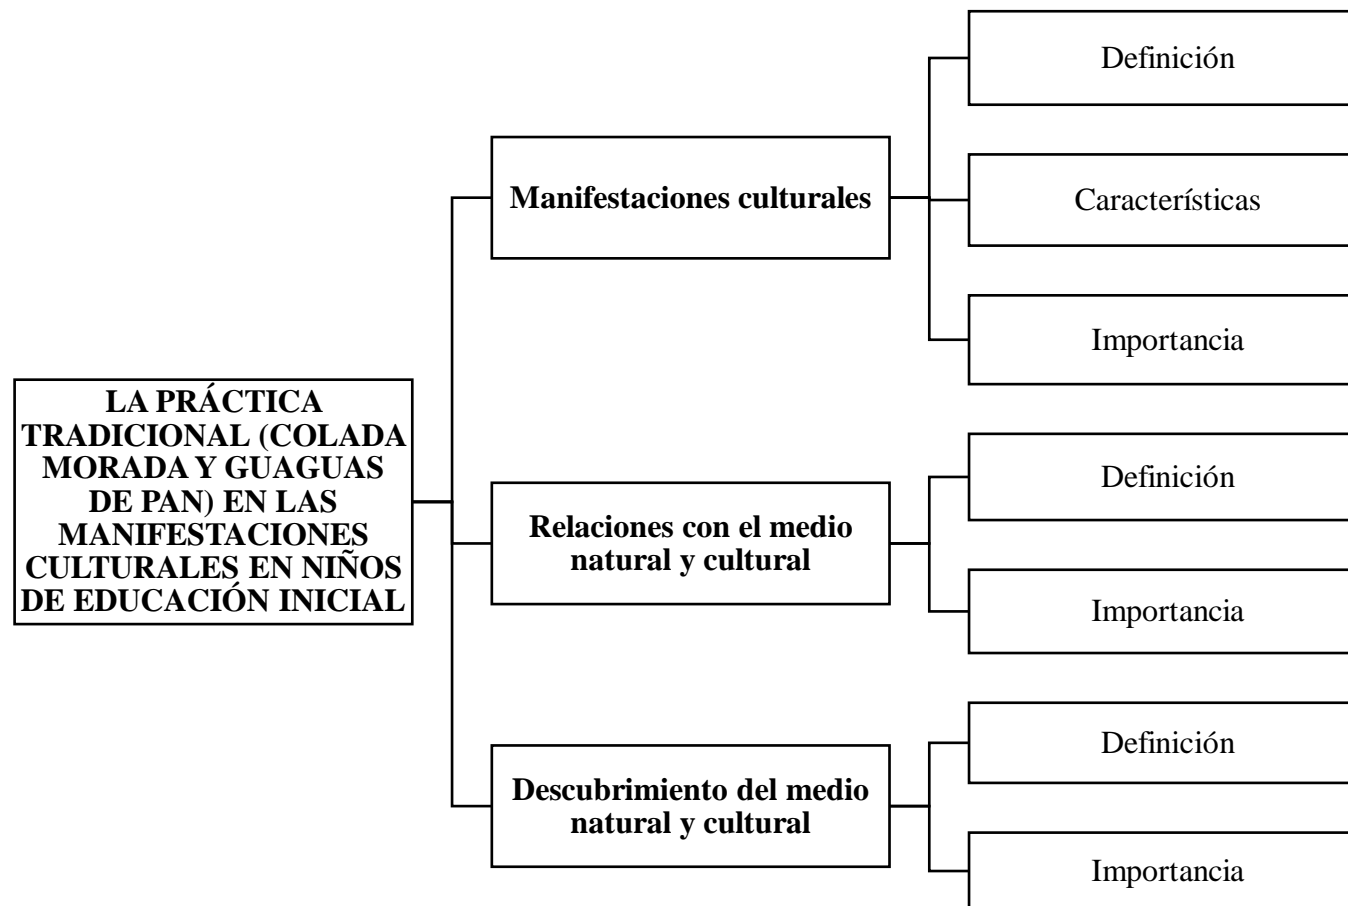 LA PRÁCTICA
TRADICIONAL (COLADA
MORADA Y GUAGUAS
DE PAN) EN LAS
MANIFESTACIONES
CULTURALES EN NIÑOS
DE EDUCACIÓN INICIAL
Manifestaciones culturales
Definición
Característícas
Importancia
Relaciones con el medio
natural y cultural
Definición
Importancia
Descubrimiento del medio
natural y cultural
Definición
Importancia